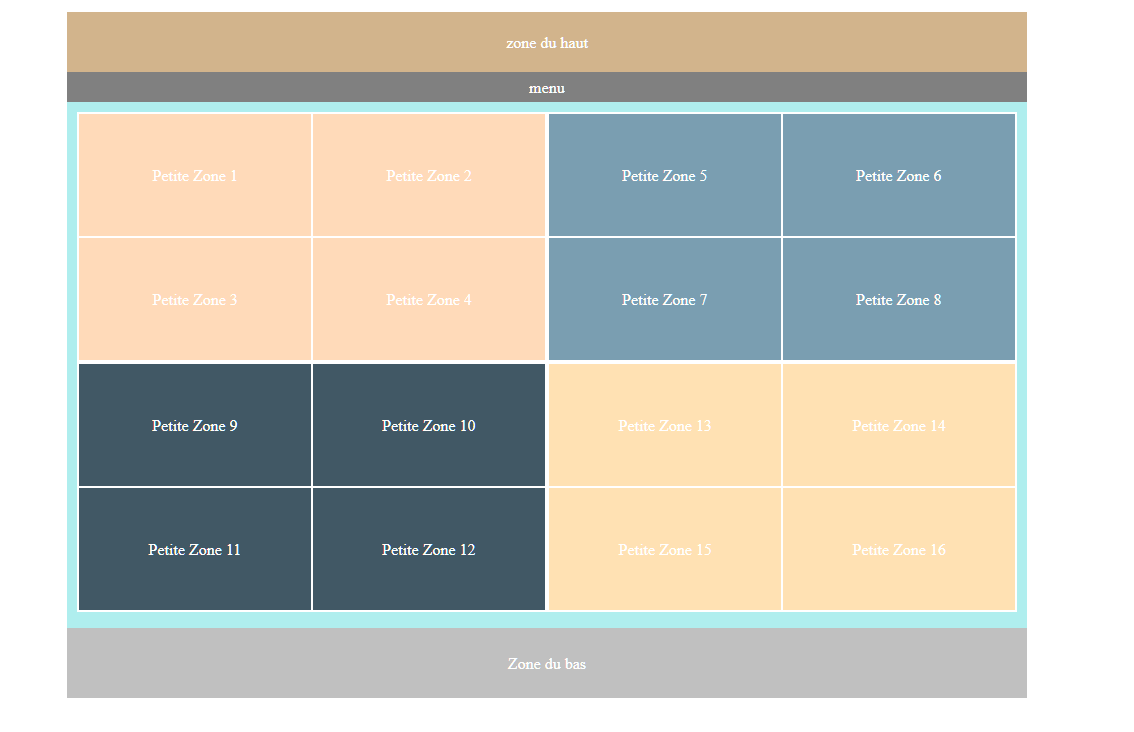 zone du haut
menu
Petite Zone 1
Petite Zone 2
Petite Zone 5
Petite Zone 6
Petite Zone 3
Petite Zone 4
Petite Zone 7
Petite Zone 8
Petite Zone 9
Petite Zone 10
Petite Zone 13
Petite Zone 14
Petite Zone 11
Petite Zone 12
Petite Zone 15
Petite Zone 16
Zone du bas